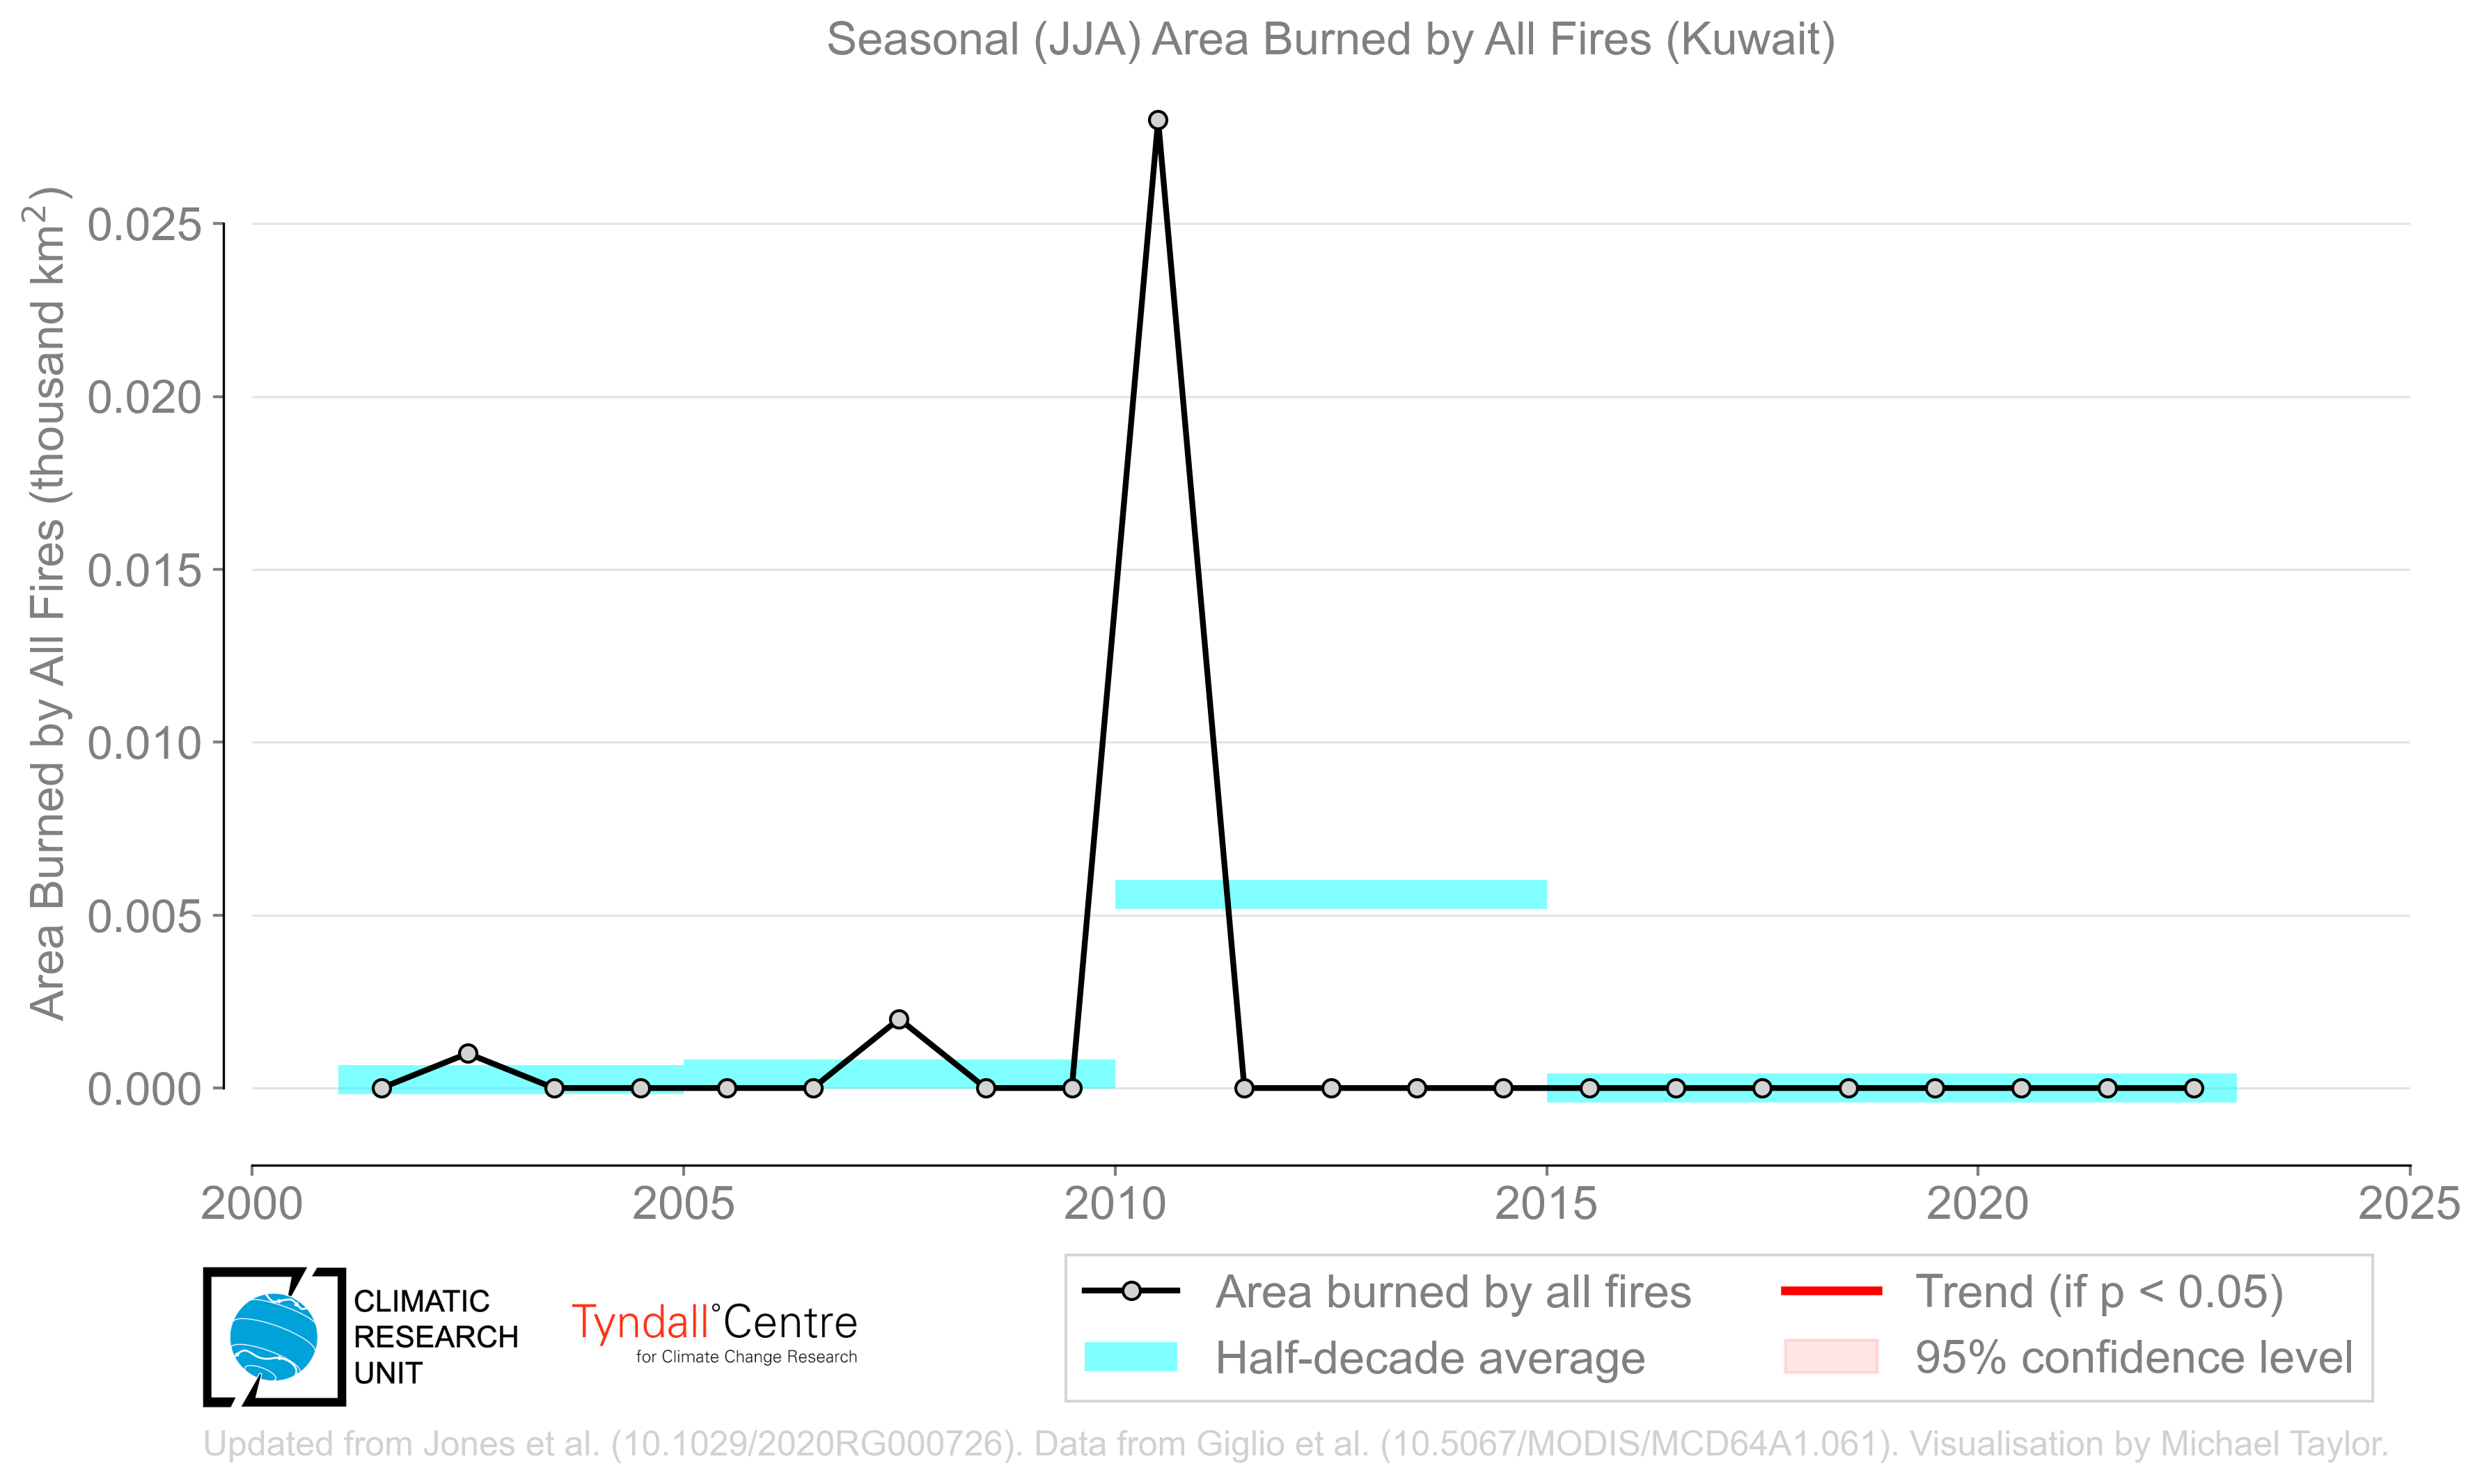 Seasonal (JJA) Area Burned by All Fires (Kuwait)
Area Burned by All Fires (thousand km²)
0.025
0.020
0.015
0.010
0.005
0.000
2000 2005 2010 2015 2020 2025
CLIMATIC
RESEARCH
UNIT
Tyndall°Centre
for Climate Change Research
Area burned by all fires
Half-decade average
Trend (if p < 0.05)
95% confidence level
Updated from Jones et al. (10.1029/2020RG000726). Data from Giglio et al. (10.5067/MODIS/MCD64A1.061). Visualisation by Michael Taylor.